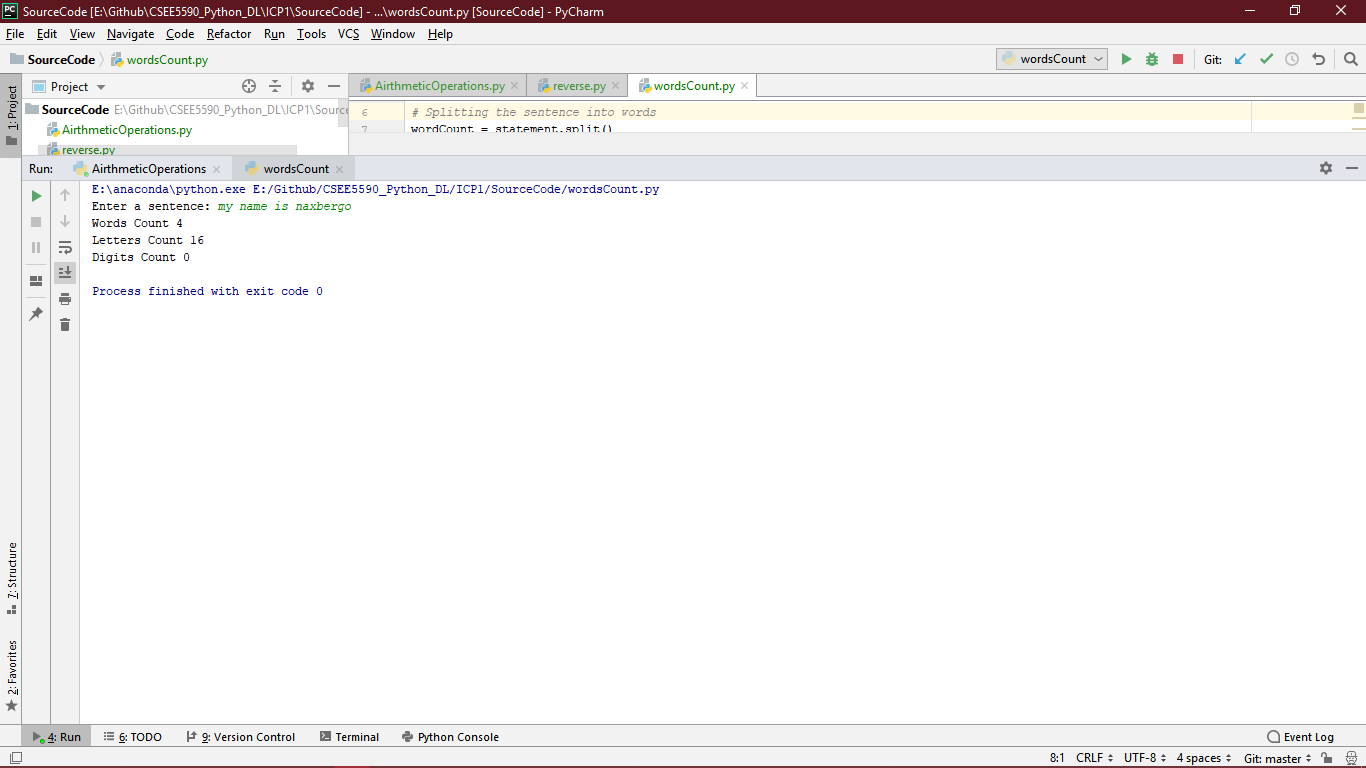 SourceCode [E:\Github\CSEE5590_Python_DL\ICP1\SourceCode] - ...\wordsCount.py [SourceCode] - PyCharm
File Edit View Navigate Code Refactor Run Tools VCS Window Help
SourceCode wordsCount.py wordsCount Git:
1: Project
Project
AirthmeticOperations.py reverse.py wordsCount.py
SourceCode E:\Github\CSEE5590_Python_DL\ICP1\Source
AirthmeticOperations.py
reverse.py
6 # Splitting the sentence into words
7 wordCount = statement.split()
Run: AirthmeticOperations wordsCount
E:\anaconda\python.exe E:/Github/CSEE5590_Python_DL/ICP1/SourceCode/wordsCount.py
Enter a sentence: my name is naxbergo
Words Count 4
Letters Count 16
Digits Count 0
Process finished with exit code 0
7: Structure
2: Favorites
4: Run 6: TODO 9: Version Control Terminal Python Console Event Log
8:1 CRLF UTF-8 4 spaces Git: master